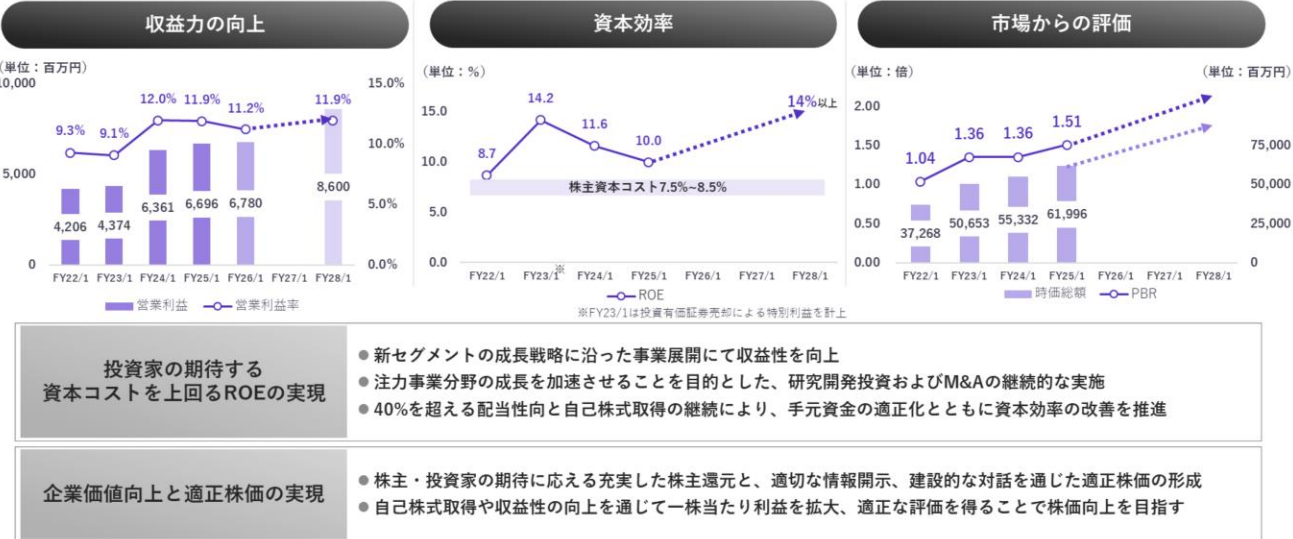 収益力の向上
（単位：百万円）
10,000
5,000
0
15.0%
10.0%
5.0%
0.0%
9.3%
9.1%
12.0%
11.9%
11.2%
11.9%
4,206
4,374
6,361
6,696
6,780
8,600
FY22/1 FY23/1 FY24/1 FY25/1 FY26/1 FY27/1 FY28/1
営業利益 営業利益率
資本効率
（単位：%）
15.0
10.0
5.0
0.0
8.7
14.2
11.6
10.0
14%以上
株主資本コスト7.5%~8.5%
FY22/1 FY23/1※ FY24/1 FY25/1 FY26/1 FY27/1 FY28/1
ROE
※FY23/1は投資有価証券売却による特別利益を計上
市場からの評価
（単位：倍）
（単位：百万円）
2.00
1.50
1.00
0.50
0.00
75,000
50,000
25,000
0
1.04
1.36
1.36
1.51
37,268
50,653
55,332
61,996
FY22/1 FY23/1 FY24/1 FY25/1 FY26/1 FY27/1 FY28/1
時価総額 PBR
投資家の期待する
資本コストを上回るROEの実現
●新セグメントの成長戦略に沿った事業展開にて収益性を向上
●注力事業分野の成長を加速させることを目的とした、研究開発投資およびM&Aの継続的な実施
●40%を超える配当性向と自己株式取得の継続により、手元資金の適正化とともに資本効率の改善を推進
企業価値向上と適正株価の実現
●株主・投資家の期待に応える充実した株主還元と、適切な情報開示、建設的な対話を通じた適正株価の形成
●自己株式取得や収益性の向上を通じて一株当たり利益を拡大、適正な評価を得ることで株価向上を目指す